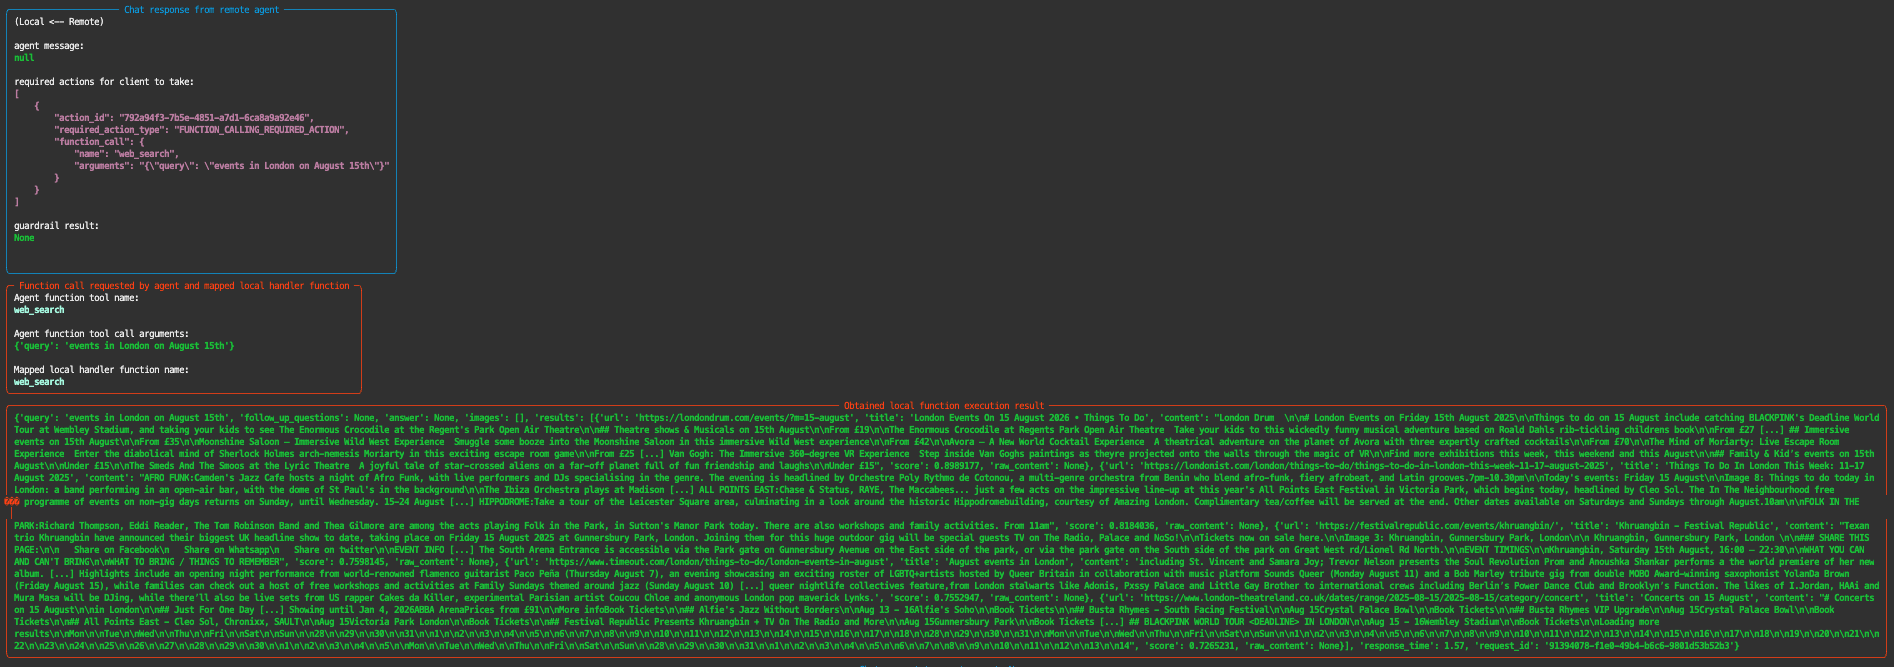 Chat response from remote agent
(Local <-- Remote)
agent message:
null
required actions for client to take:
[
{
"action_id": "792a94f3-7b5e-4851-a7d1-6ca8a9a92e46",
"required_action_type": "FUNCTION_CALLING_REQUIRED_ACTION",
"function_call": {
"name": "web_search",
"arguments": "{\"query\": \"events in London on August 15th\"}"
}
}
]
guardrail result:
None
Function call requested by agent and mapped local handler function
Agent function tool name:
web_search
Agent function tool call arguments:
{'query': 'events in London on August 15th'}
Mapped local handler function name:
web_search
Obtained local function execution result
{'query': 'events in London on August 15th', 'follow_up_questions': None, 'answer': None, 'images': [], 'results': [{'url': 'https://londondrum.com/events/?m=15-august', 'title': 'London Events On 15 August 2026 • Things To Do', 'content': "London Drum  \n\n# London Events on Friday 15th August 2025\n\nThings to do on 15 August include catching BLACKPINK's Deadline World
Tour at Wembley Stadium, and taking your kids to see The Enormous Crocodile at the Regent's Park Open Air Theatre\n\n## Theatre shows & Musicals on 15th August\n\nFrom £19\n\nThe Enormous Crocodile at Regents Park Open Air Theatre  Take your kids to this wickedly funny musical adventure based on Roald Dahls rib-tickling childrens book\n\nFrom £27 [...] ## Immersive
events on 15th August\n\nFrom £35\n\nMoonshine Saloon – Immersive Wild West Experience  Smuggle some booze into the Moonshine Saloon in this immersive Wild West experience\n\nFrom £42\n\nAvora – A New World Cocktail Experience  A theatrical adventure on the planet of Avora with three expertly crafted cocktails\n\nFrom £70\n\nThe Mind of Moriarty: Live Escape Room
Experience  Enter the diabolical mind of Sherlock Holmes arch-nemesis Moriarty in this exciting escape room game\n\nFrom £25 [...] Van Gogh: The Immersive 360-degree VR Experience  Step inside Van Goghs paintings as theyre projected onto the walls through the magic of VR\n\nFind more exhibitions this week, this weekend and this August\n\n## Family & Kid's events on 15th
August\n\nUnder £15\n\nThe Smeds And The Smoos at the Lyric Theatre  A joyful tale of star-crossed aliens on a far-off planet full of fun friendship and laughs\n\nUnder £15", 'score': 0.8989177, 'raw_content': None}, {'url': 'https://londonist.com/london/things-to-do/things-to-do-in-london-this-week-11-17-august-2025', 'title': 'Things To Do In London This Week: 11-17
August 2025', 'content': "AFRO FUNK:Camden's Jazz Cafe hosts a night of Afro Funk, with live performers and DJs specialising in the genre. The evening is headlined by Orchestre Poly Rythmo de Cotonou, a multi-genre orchestra from Benin who blend afro-funk, fiery afrobeat, and Latin grooves.7pm-10.30pm\n\nToday's events: Friday 15 August\n\nImage 8: Things to do today in
London: a band performing in an open-air bar, with the dome of St Paul's in the background\n\nThe Ibiza Orchestra plays at Madison [...] ALL POINTS EAST:Chase & Status, RAYE, The Maccabees... just a few acts on the impressive line-up at this year's All Points East Festival in Victoria Park, which begins today, headlined by Cleo Sol. The In The Neighbourhood free
programme of events on non-gig days returns on Sunday, until Wednesday. 15-24 August [...] HIPPODROME:Take a tour of the Leicester Square area, culminating in a look around the historic Hippodromebuilding, courtesy of Amazing London. Complimentary tea/coffee will be served at the end. Other dates available on Saturdays and Sundays through August.10am\n\nFOLK IN THE
PARK:Richard Thompson, Eddi Reader, The Tom Robinson Band and Thea Gilmore are among the acts playing Folk in the Park, in Sutton's Manor Park today. There are also workshops and family activities. From 11am", 'score': 0.8184036, 'raw_content': None}, {'url': 'https://festivalrepublic.com/events/khruangbin/', 'title': 'Khruangbin - Festival Republic', 'content': "Texan
trio Khruangbin have announced their biggest UK headline show to date, taking place on Friday 15 August 2025 at Gunnersbury Park, London. Joining them for this huge outdoor gig will be special guests TV on The Radio, Palace and NoSo!\n\nTickets now on sale here.\n\nImage 3: Khruangbin, Gunnersbury Park, London\n\n Khruangbin, Gunnersbury Park, London \n\n### SHARE THIS
PAGE:\n\n   Share on Facebook\n   Share on Whatsapp\n   Share on twitter\n\nEVENT INFO [...] The South Arena Entrance is accessible via the Park gate on Gunnersbury Avenue on the East side of the park, or via the park gate on the South side of the park on Great West rd/Lionel Rd North.\n\nEVENT TIMINGS\n\nKhruangbin, Saturday 15th August, 16:00 – 22:30\n\nWHAT YOU CAN
AND CAN'T BRING\n\nWHAT TO BRING / THINGS TO REMEMBER", 'score': 0.7598145, 'raw_content': None}, {'url': 'https://www.timeout.com/london/things-to-do/london-events-in-august', 'title': 'August events in London', 'content': 'including St. Vincent and Samara Joy; Trevor Nelson presents the Soul Revolution Prom and Anoushka Shankar performs a the world premiere of her new
album. [...] Highlights include an opening night performance from world-renowned flamenco guitarist Paco Peña (Thursday August 7), an evening showcasing an exciting roster of LGBTQ+artists hosted by Queer Britain in collaboration with music platform Sounds Queer (Monday August 11) and a Bob Marley tribute gig from double MOBO Award-winning saxophonist YolanDa Brown
(Friday August 15), while families can check out a host of free workshops and activities at Family Sundays themed around jazz (Sunday August 10) [...] queer nightlife collectives feature,from London stalwarts like Adonis, Pxssy Palace and Little Gay Brother to international crews including Berlin's Power Dance Club and Brooklyn's Function. The likes of I.Jordan, HAAi and
Mura Masa will be DJing, while there'll also be live sets from US rapper Cakes da Killer, experimental Parisian artist Coucou Chloe and anonymous London pop maverick Lynks.', 'score': 0.7552947, 'raw_content': None}, {'url': 'https://www.london-theatreland.co.uk/dates/range/2025-08-15/2025-08-15/category/concert', 'title': 'Concerts on 15 August', 'content': "# Concerts
on 15 August\n\nin London\n\n## Just For One Day [...] Showing until Jan 4, 2026ABBA ArenaPrices from £91\n\nMore infoBook Tickets\n\n## Alfie's Jazz Without Borders\n\nAug 13 - 16Alfie's Soho\n\nBook Tickets\n\n## Busta Rhymes - South Facing Festival\n\nAug 15Crystal Palace Bowl\n\nBook Tickets\n\n## Busta Rhymes VIP Upgrade\n\nAug 15Crystal Palace Bowl\n\nBook
Tickets\n\n## All Points East - Cleo Sol, Chronixx, SAULT\n\nAug 15Victoria Park London\n\nBook Tickets\n\n## Festival Republic Presents Khruangbin + TV On The Radio and More\n\nAug 15Gunnersbury Park\n\nBook Tickets [...] ## BLACKPINK WORLD TOUR <DEADLINE> IN LONDON\n\nAug 15 - 16Wembley Stadium\n\nBook Tickets\n\nLoading more
results\n\nMon\n\nTue\n\nWed\n\nThu\n\nFri\n\nSat\n\nSun\n\n28\n\n29\n\n30\n\n31\n\n1\n\n2\n\n3\n\n4\n\n5\n\n6\n\n7\n\n8\n\n9\n\n10\n\n11\n\n12\n\n13\n\n14\n\n15\n\n16\n\n17\n\n18\n\n28\n\n29\n\n30\n\n31\n\nMon\n\nTue\n\nWed\n\nThu\n\nFri\n\nSat\n\nSun\n\n1\n\n2\n\n3\n\n4\n\n5\n\n6\n\n7\n\n8\n\n9\n\n10\n\n11\n\n12\n\n13\n\n14\n\n15\n\n16\n\n17\n\n18\n\n19\n\n20\n\n21\n\n
22\n\n23\n\n24\n\n25\n\n26\n\n27\n\n28\n\n29\n\n30\n\n1\n\n2\n\n3\n\n4\n\n5\n\nMon\n\nTue\n\nWed\n\nThu\n\nFri\n\nSat\n\nSun\n\n28\n\n29\n\n30\n\n31\n\n1\n\n2\n\n3\n\n4\n\n5\n\n6\n\n7\n\n8\n\n9\n\n10\n\n11\n\n12\n\n13\n\n14", 'score': 0.7265231, 'raw_content': None}], 'response_time': 1.57, 'request_id': '91394078-f1e0-49b4-b6c6-9801d53b52b3'}